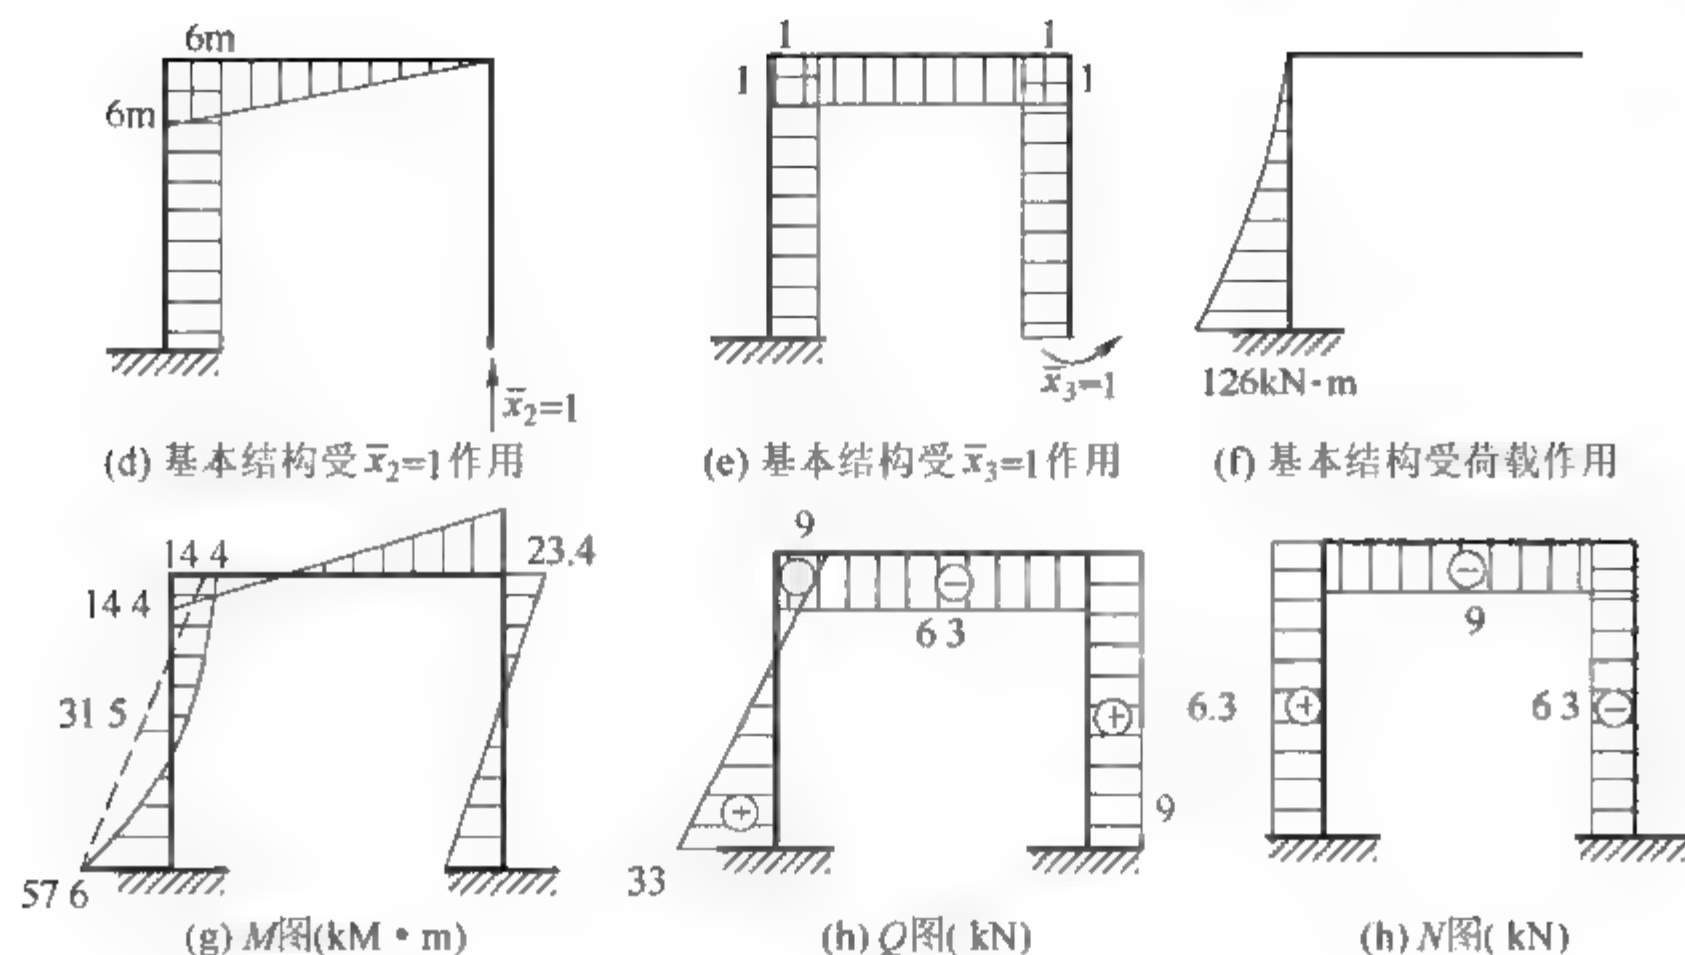 6m
6m
x̄₂=1
(d) 基本结构受x̄₂=1作用
1
1
1
1
x̄₃=1
(e) 基本结构受x̄₃=1作用
126kN·m
(f) 基本结构受荷载作用
14 4
23.4
14 4
31 5
57 6
(g) M图(kM·m)
9
−
6 3
+
+
9
33
(h) Q图( kN)
−
9
6.3
+
6 3
−
(h) N图( kN)